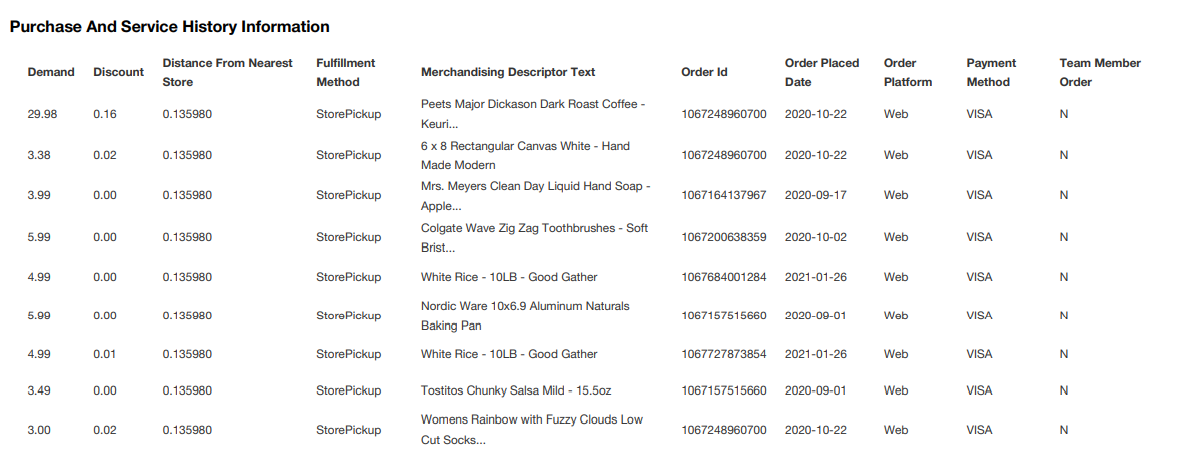 Purchase And Service History Information
Demand Discount Distance From Nearest Store Fulfillment Method Merchandising Descriptor Text Order Id Order Placed Date Order Platform Payment Method Team Member Order
29.98 0.16 0.135980 StorePickup Peets Major Dickason Dark Roast Coffee - Keuri... 1067248960700 2020-10-22 Web VISA N
3.38 0.02 0.135980 StorePickup 6 x 8 Rectangular Canvas White - Hand Made Modern 1067248960700 2020-10-22 Web VISA N
3.99 0.00 0.135980 StorePickup Mrs. Meyers Clean Day Liquid Hand Soap - Apple... 1067164137967 2020-09-17 Web VISA N
5.99 0.00 0.135980 StorePickup Colgate Wave Zig Zag Toothbrushes - Soft Brist... 1067200638359 2020-10-02 Web VISA N
4.99 0.00 0.135980 StorePickup White Rice - 10LB - Good Gather 1067684001284 2021-01-26 Web VISA N
5.99 0.00 0.135980 StorePickup Nordic Ware 10x6.9 Aluminum Naturals Baking Pan 1067157515660 2020-09-01 Web VISA N
4.99 0.01 0.135980 StorePickup White Rice - 10LB - Good Gather 1067727873854 2021-01-26 Web VISA N
3.49 0.00 0.135980 StorePickup Tostitos Chunky Salsa Mild - 15.5oz 1067157515660 2020-09-01 Web VISA N
3.00 0.02 0.135980 StorePickup Womens Rainbow with Fuzzy Clouds Low Cut Socks... 1067248960700 2020-10-22 Web VISA N